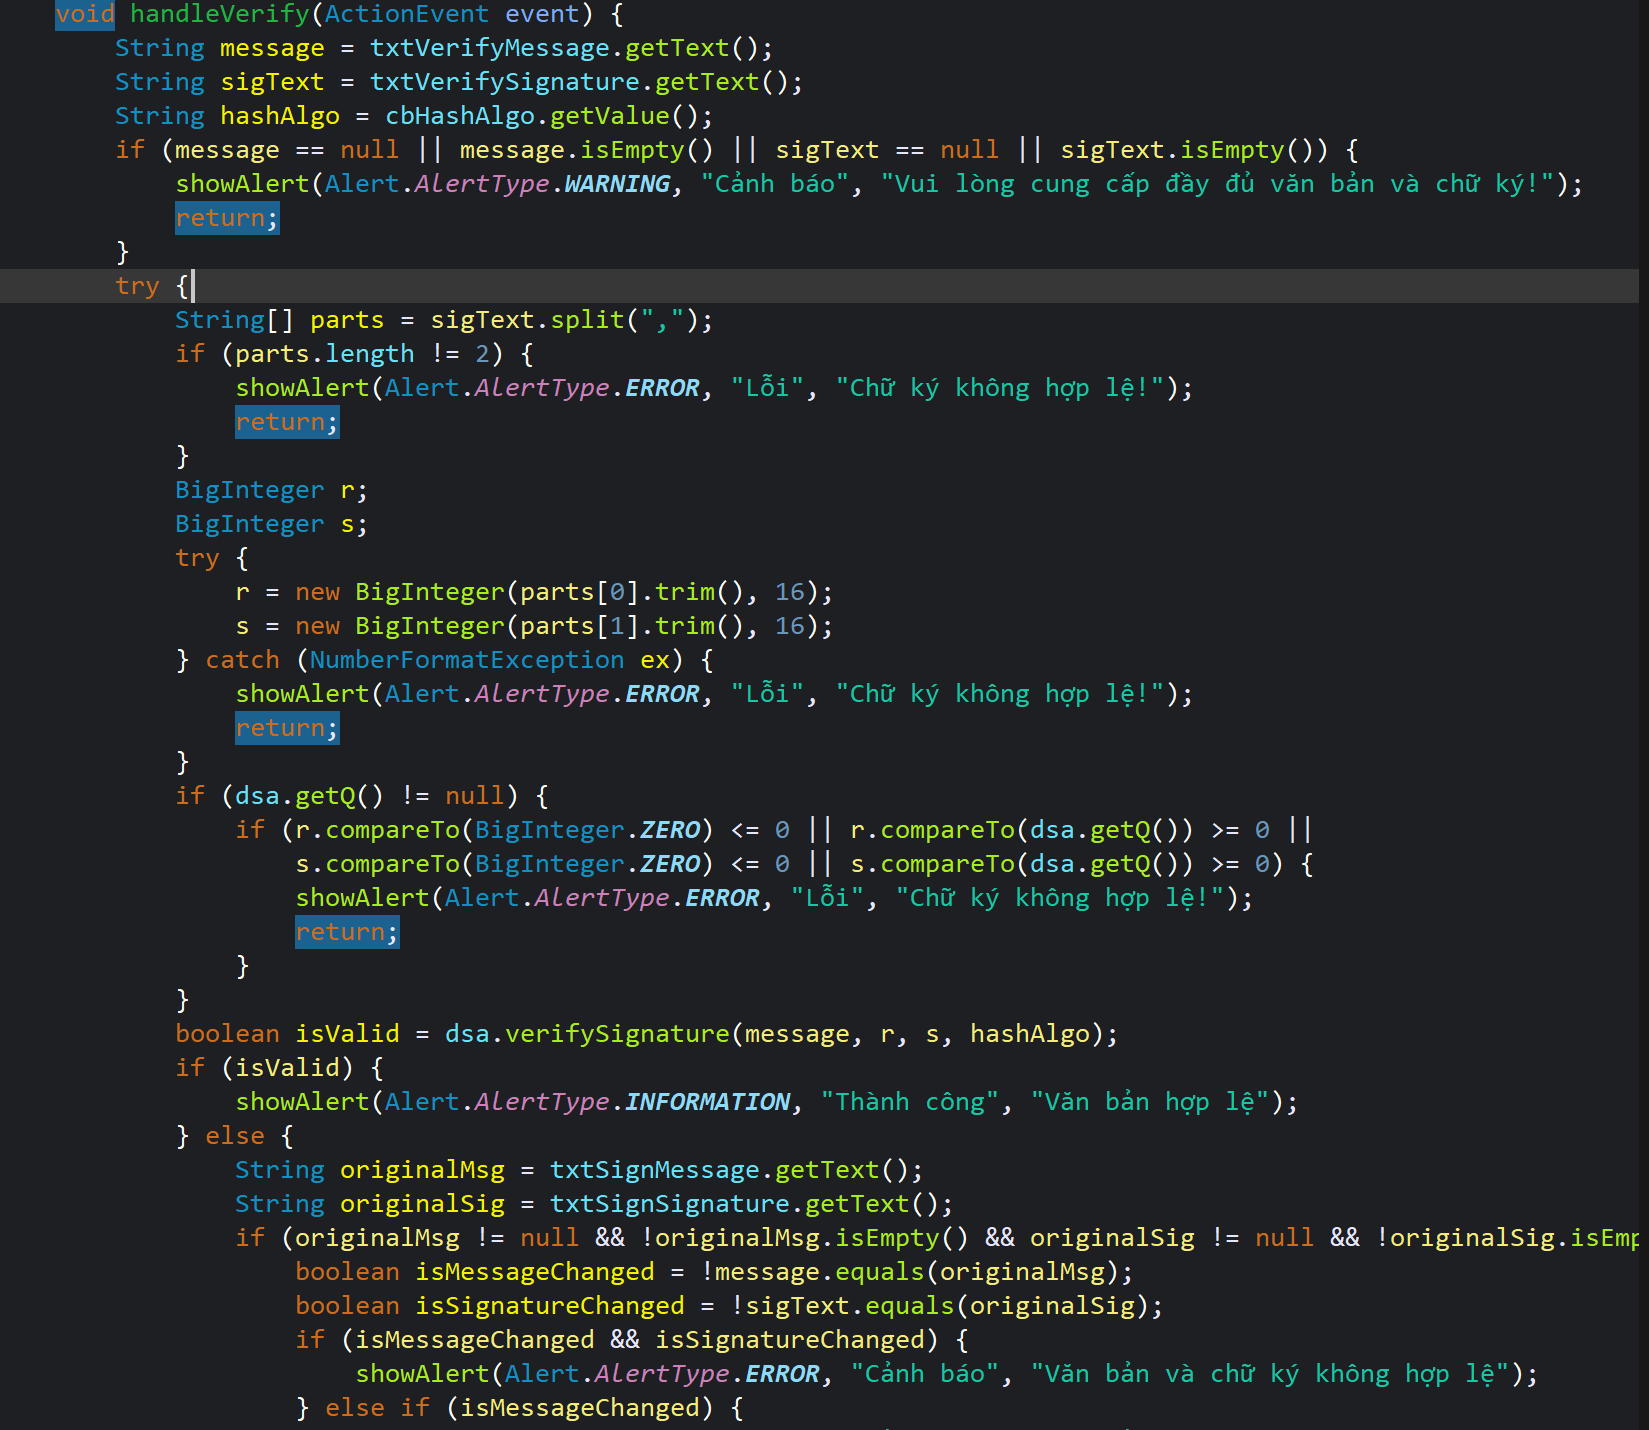 void handleVerify(ActionEvent event) {
String message = txtVerifyMessage.getText();
String sigText = txtVerifySignature.getText();
String hashAlgo = cbHashAlgo.getValue();
if (message == null || message.isEmpty() || sigText == null || sigText.isEmpty()) {
showAlert(Alert.AlertType.WARNING, "Cảnh báo", "Vui lòng cung cấp đầy đủ văn bản và chữ ký!");
return;
}
try {
String[] parts = sigText.split(",");
if (parts.length != 2) {
showAlert(Alert.AlertType.ERROR, "Lỗi", "Chữ ký không hợp lệ!");
return;
}
BigInteger r;
BigInteger s;
try {
r = new BigInteger(parts[0].trim(), 16);
s = new BigInteger(parts[1].trim(), 16);
} catch (NumberFormatException ex) {
showAlert(Alert.AlertType.ERROR, "Lỗi", "Chữ ký không hợp lệ!");
return;
}
if (dsa.getQ() != null) {
if (r.compareTo(BigInteger.ZERO) <= 0 || r.compareTo(dsa.getQ()) >= 0 ||
s.compareTo(BigInteger.ZERO) <= 0 || s.compareTo(dsa.getQ()) >= 0) {
showAlert(Alert.AlertType.ERROR, "Lỗi", "Chữ ký không hợp lệ!");
return;
}
}
boolean isValid = dsa.verifySignature(message, r, s, hashAlgo);
if (isValid) {
showAlert(Alert.AlertType.INFORMATION, "Thành công", "Văn bản hợp lệ");
} else {
String originalMsg = txtSignMessage.getText();
String originalSig = txtSignSignature.getText();
if (originalMsg != null && !originalMsg.isEmpty() && originalSig != null && !originalSig.isEmp
boolean isMessageChanged = !message.equals(originalMsg);
boolean isSignatureChanged = !sigText.equals(originalSig);
if (isMessageChanged && isSignatureChanged) {
showAlert(Alert.AlertType.ERROR, "Cảnh báo", "Văn bản và chữ ký không hợp lệ");
} else if (isMessageChanged) {